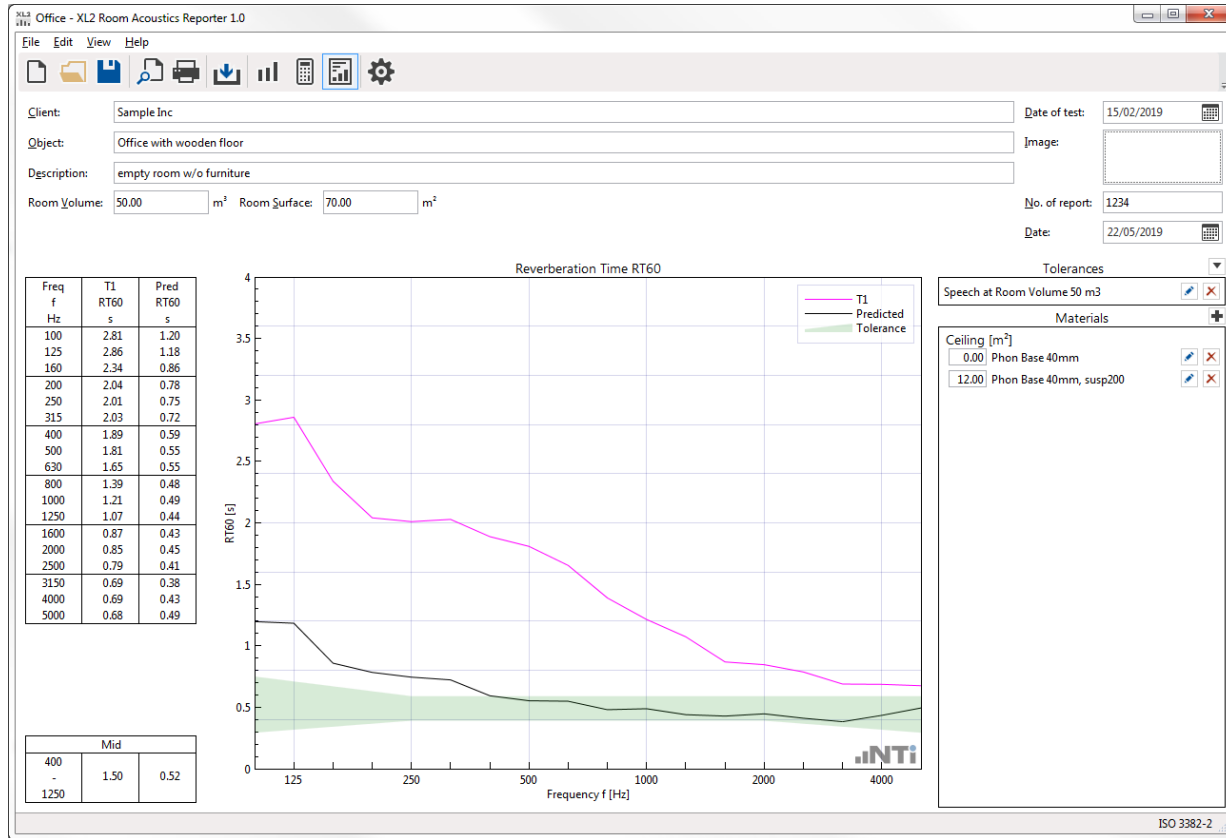 Office - XL2 Room Acoustics Reporter 1.0
File Edit View Help
Client: Sample Inc Date of test: 15/02/2019
Object: Office with wooden floor Image:
Description: empty room w/o furniture
Room Volume: 50.00 m³ Room Surface: 70.00 m² No. of report: 1234
Date: 22/05/2019
Freq T1 Pred
f RT60 RT60
Hz s s
100 2.81 1.20
125 2.86 1.18
160 2.34 0.86
200 2.04 0.78
250 2.01 0.75
315 2.03 0.72
400 1.89 0.59
500 1.81 0.55
630 1.65 0.55
800 1.39 0.48
1000 1.21 0.49
1250 1.07 0.44
1600 0.87 0.43
2000 0.85 0.45
2500 0.79 0.41
3150 0.69 0.38
4000 0.69 0.43
5000 0.68 0.49
Mid
400
- 1.50 0.52
1250
Reverberation Time RT60
T1
Predicted
Tolerance
4
3.5
3
2.5
2
1.5
1
0.5
0
RT60 [s]
125 250 500 1000 2000 4000
Frequency f [Hz]
NTi
Tolerances
Speech at Room Volume 50 m3
Materials
Ceiling [m²]
0.00 Phon Base 40mm
12.00 Phon Base 40mm, susp200
ISO 3382-2